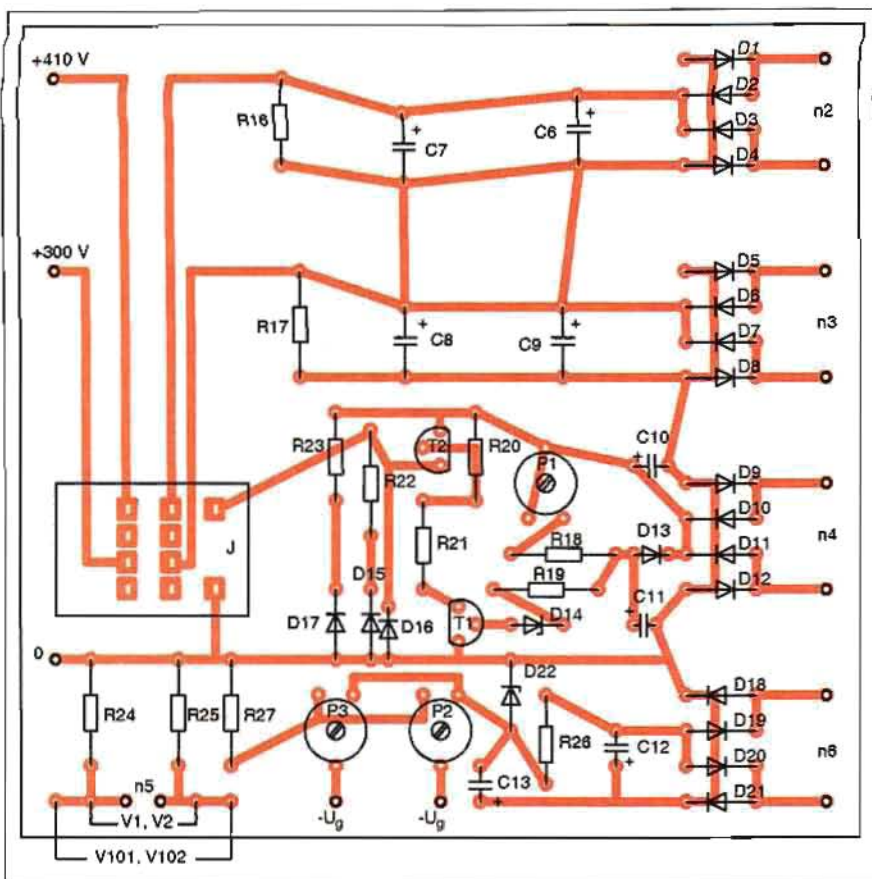 +410 V
D1
D2
R16
+
C7
+
C6
D3
n2
D4
+300 V
D5
D6
R17
+
C8
+
C9
D7
n3
D8
R23
T2
R20
C10
+
R22
P1
D9
D10
J
R21
R18
D13
D11
n4
D15
R19
C11
D12
D17
D16
T1
D14
+
0
D22
D18
R24
R25
R27
P3
P2
D19
R26
+
C12
D20
n6
n5
C13
+
D21
V1, V2
-Ug
-Ug
V101, V102